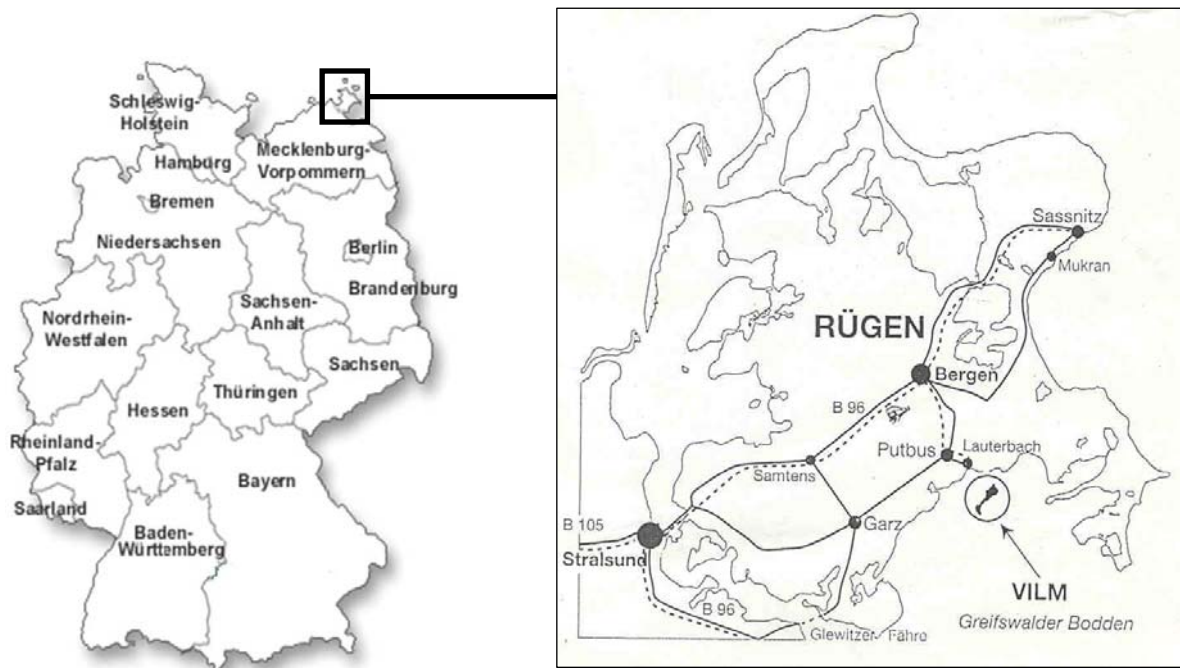 Schleswig-
Holstein
Hamburg
Mecklenburg-
Vorpommern
Bremen
Niedersachsen
Berlin
Brandenburg
Sachsen-
Anhalt
Nordrhein-
Westfalen
Sachsen
Thüringen
Hessen
Rheinland-
Pfalz
Bayern
Saarland
Baden-
Württemberg
Sassnitz
Mukran
RÜGEN
Bergen
B 96
Putbus
Lauterbach
Samtens
B 105
Garz
Stralsund
B 96
Glewitzer Fähre
VILM
Greifswalder Bodden